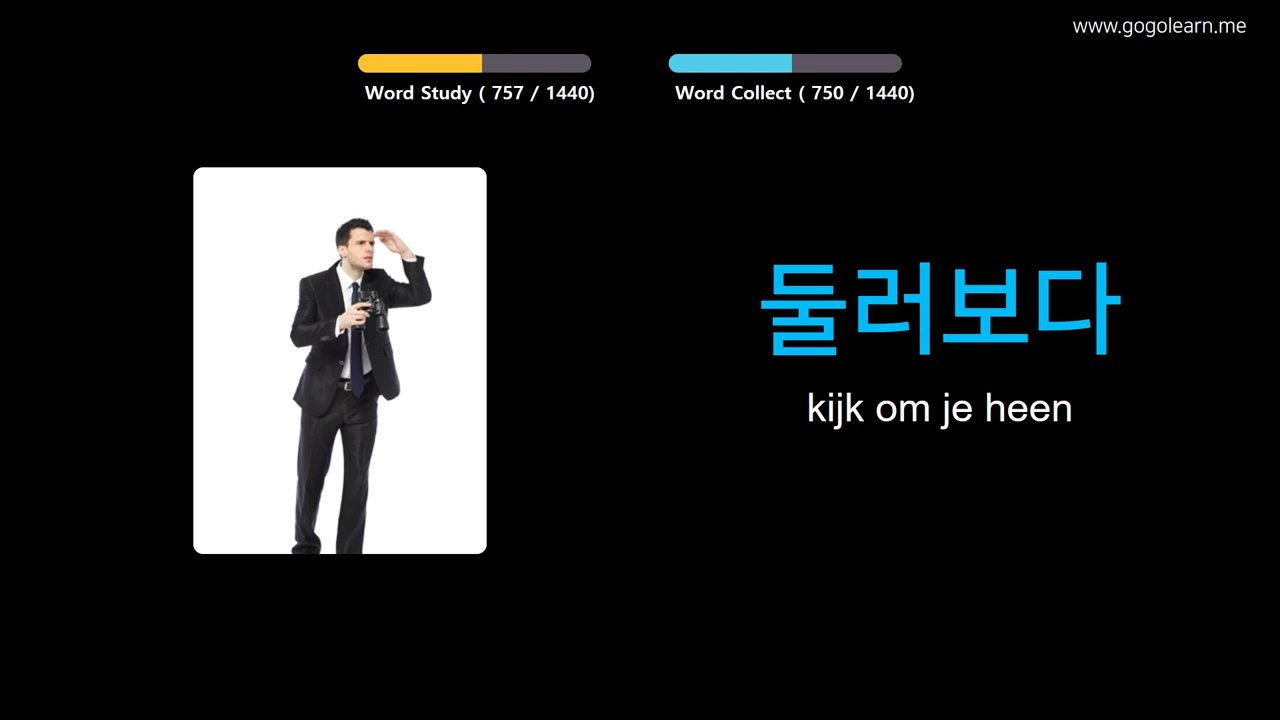 www.gogolearn.me
Word Study ( 757 / 1440)
Word Collect ( 750 / 1440)
둘러보다
kijk om je heen